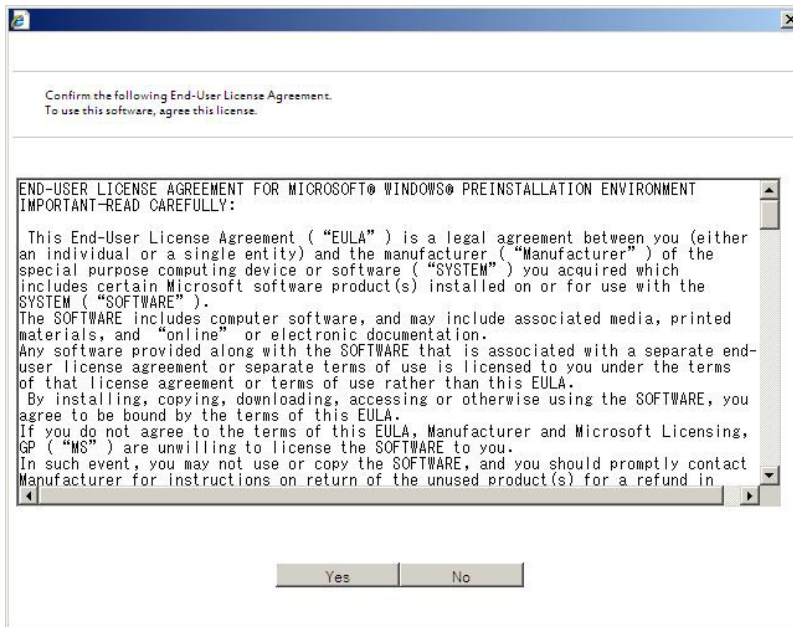 Confirm the following End-User License Agreement.
To use this software, agree this license.
END-USER LICENSE AGREEMENT FOR MICROSOFT® WINDOWS® PREINSTALLATION ENVIRONMENT
IMPORTANT-READ CAREFULLY:
This End-User License Agreement ( “EULA” ) is a legal agreement between you (either
an individual or a single entity) and the manufacturer ( “Manufacturer” ) of the
special purpose computing device or software ( “SYSTEM” ) you acquired which
includes certain Microsoft software product(s) installed on or for use with the
SYSTEM ( “SOFTWARE” ).
The SOFTWARE includes computer software, and may include associated media, printed
materials, and “online” or electronic documentation.
Any software provided along with the SOFTWARE that is associated with a separate end-
user license agreement or separate terms of use is licensed to you under the terms
of that license agreement or terms of use rather than this EULA.
By installing, copying, downloading, accessing or otherwise using the SOFTWARE, you
agree to be bound by the terms of this EULA.
If you do not agree to the terms of this EULA, Manufacturer and Microsoft Licensing,
GP ( “MS” ) are unwilling to license the SOFTWARE to you.
In such event, you may not use or copy the SOFTWARE, and you should promptly contact
Manufacturer for instructions on return of the unused product(s) for a refund in
Yes
No